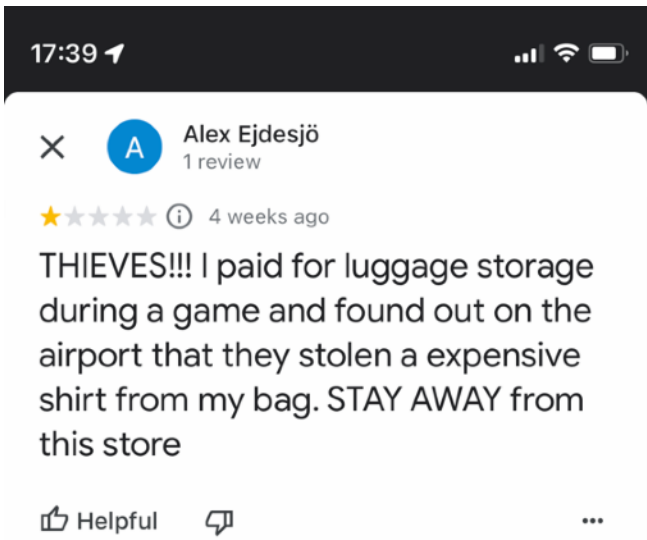 17:39
A
Alex Ejdesjö
1 review
4 weeks ago
THIEVES!!! I paid for luggage storage
during a game and found out on the
airport that they stolen a expensive
shirt from my bag. STAY AWAY from
this store
Helpful